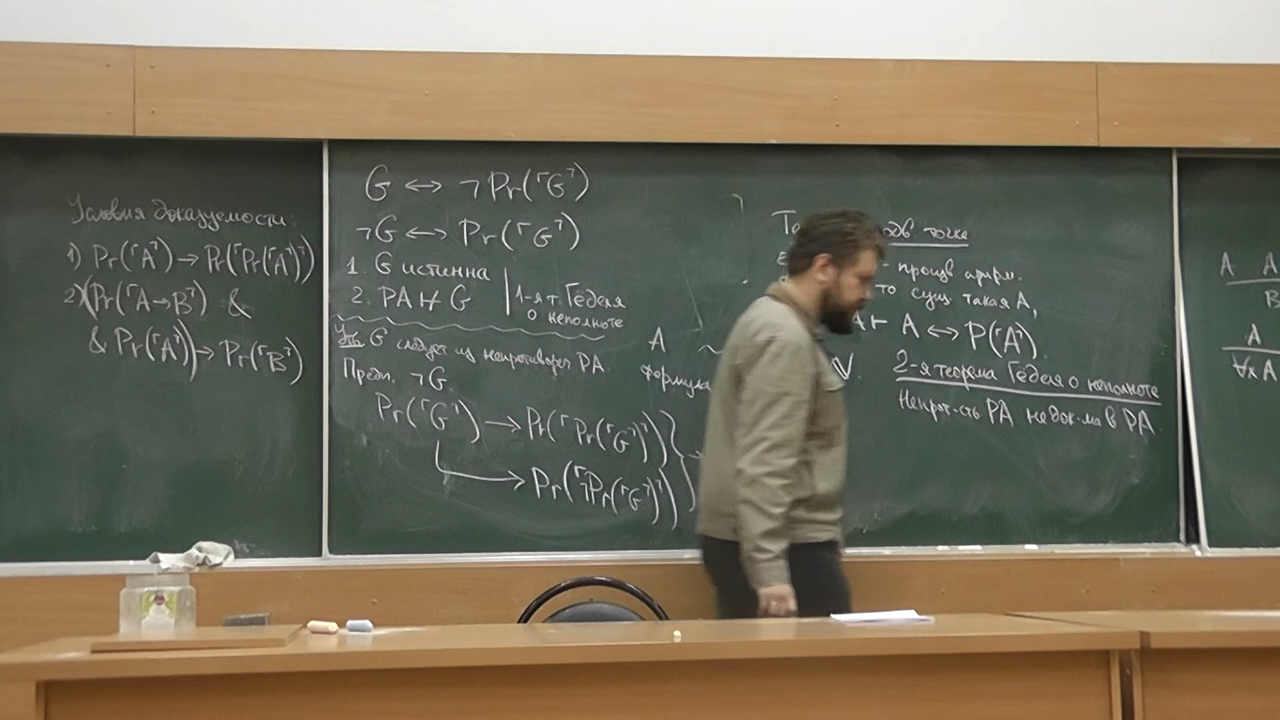 Условия доказуемости:
1) Pr(⌜A⌝) → Pr(⌜Pr(⌜A⌝)⌝)
2) (Pr(⌜A→B⌝) &
& Pr(⌜A⌝)) → Pr(⌜B⌝)
G ↔ ¬Pr(⌜G⌝)
¬G ↔ Pr(⌜G⌝)
1. G истинна
2. PA ⊬ G
1-я т. Гёделя
о неполноте
Утв. G следует из непротивореч PA.
Предп. ¬G.
Pr(⌜G⌝) → Pr(⌜Pr(⌜G⌝)⌝)
→ Pr(⌜¬Pr(⌜G⌝)⌝)
A ~
формула
точка
- произв арифм.
то сущ. такая A,
⊢ A ↔ P(⌜A⌝).
2-я теорема Гёделя о неполноте
Непрот-сть PA недок-ма в PA
A A
B
A
∀x A